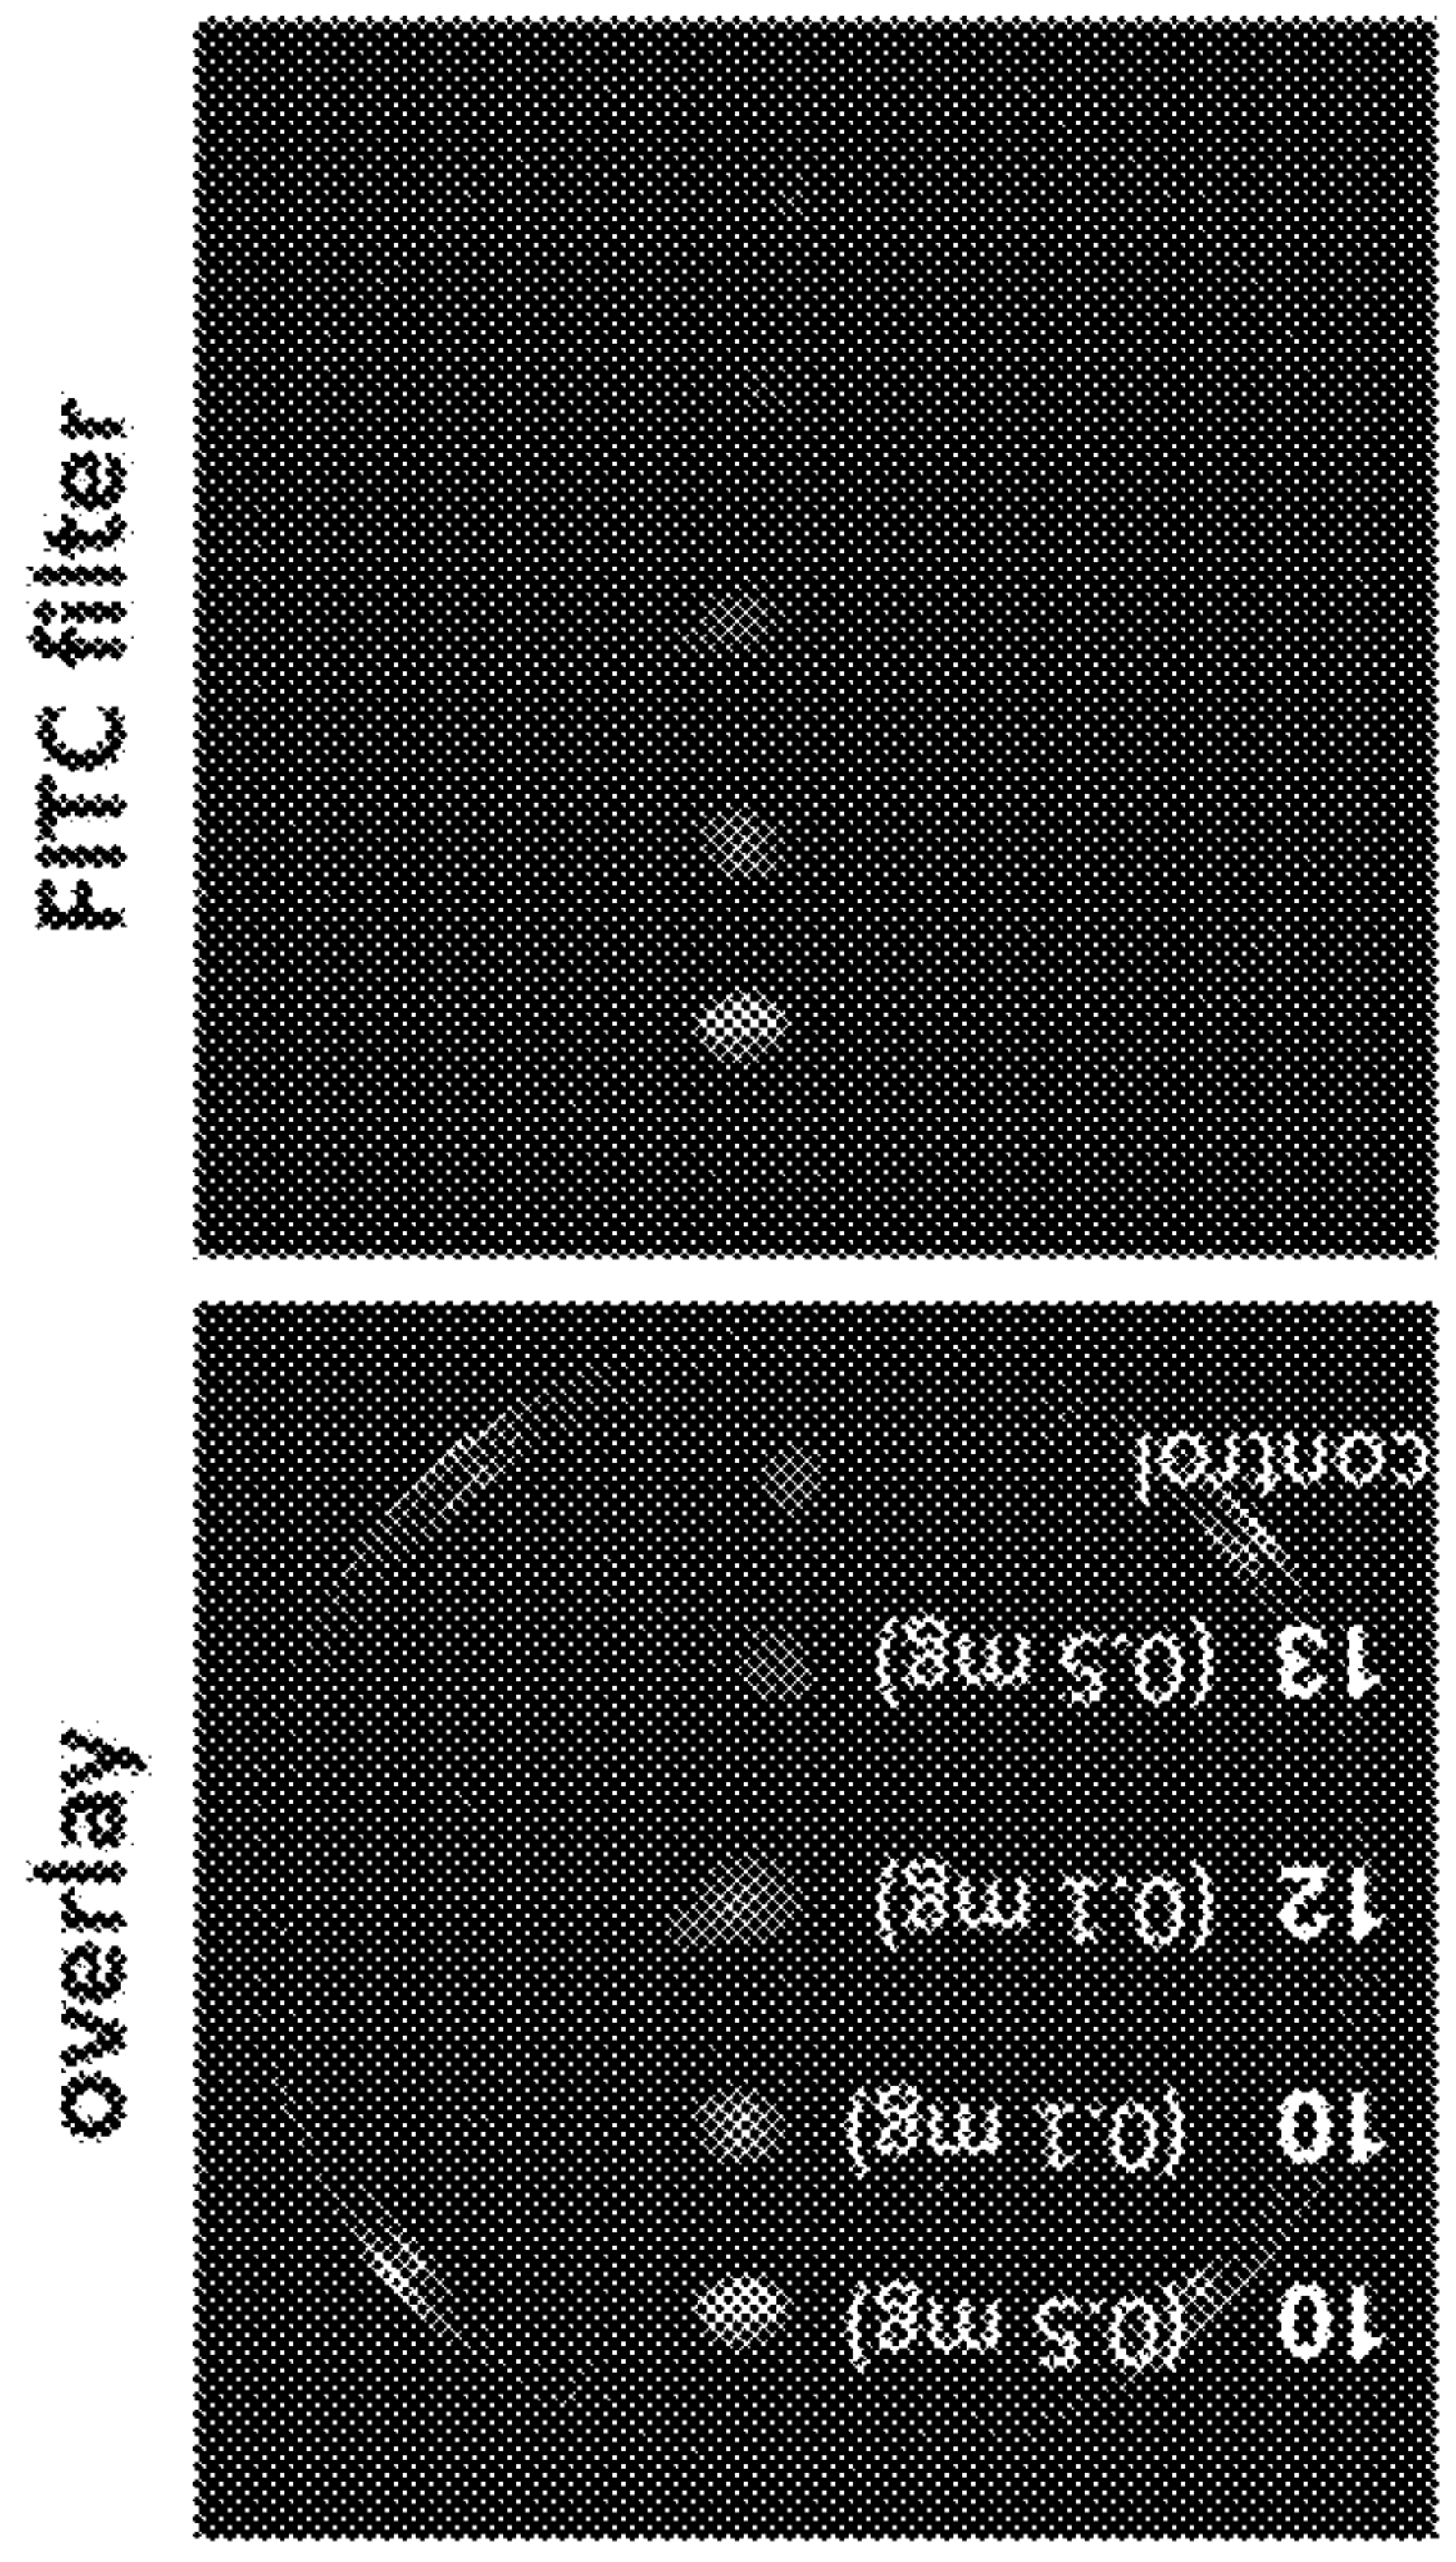 FITC filter
overlay
control
13 (0.5 mg)
12 (0.1 mg)
10 (0.1 mg)
10 (0.5 mg)